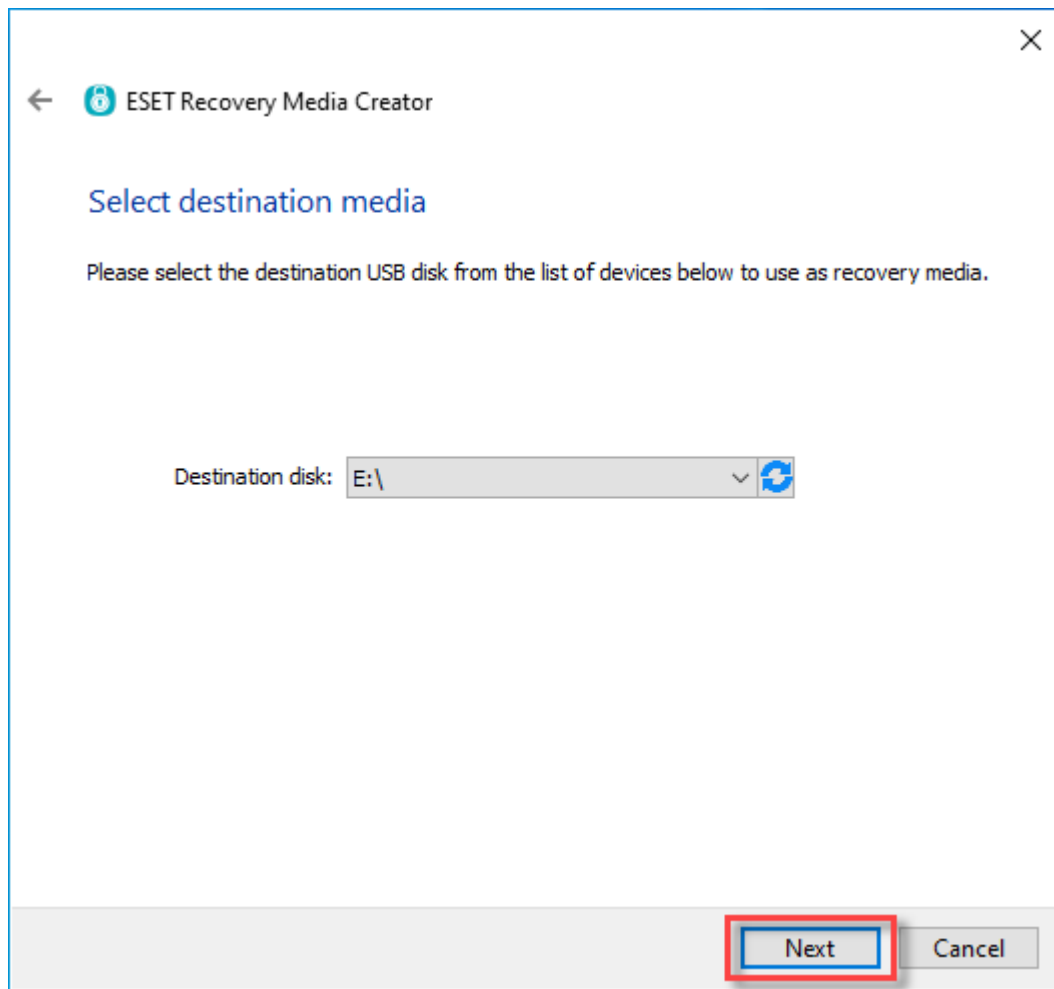 ESET Recovery Media Creator
Select destination media
Please select the destination USB disk from the list of devices below to use as recovery media.
Destination disk: E:\
Next Cancel